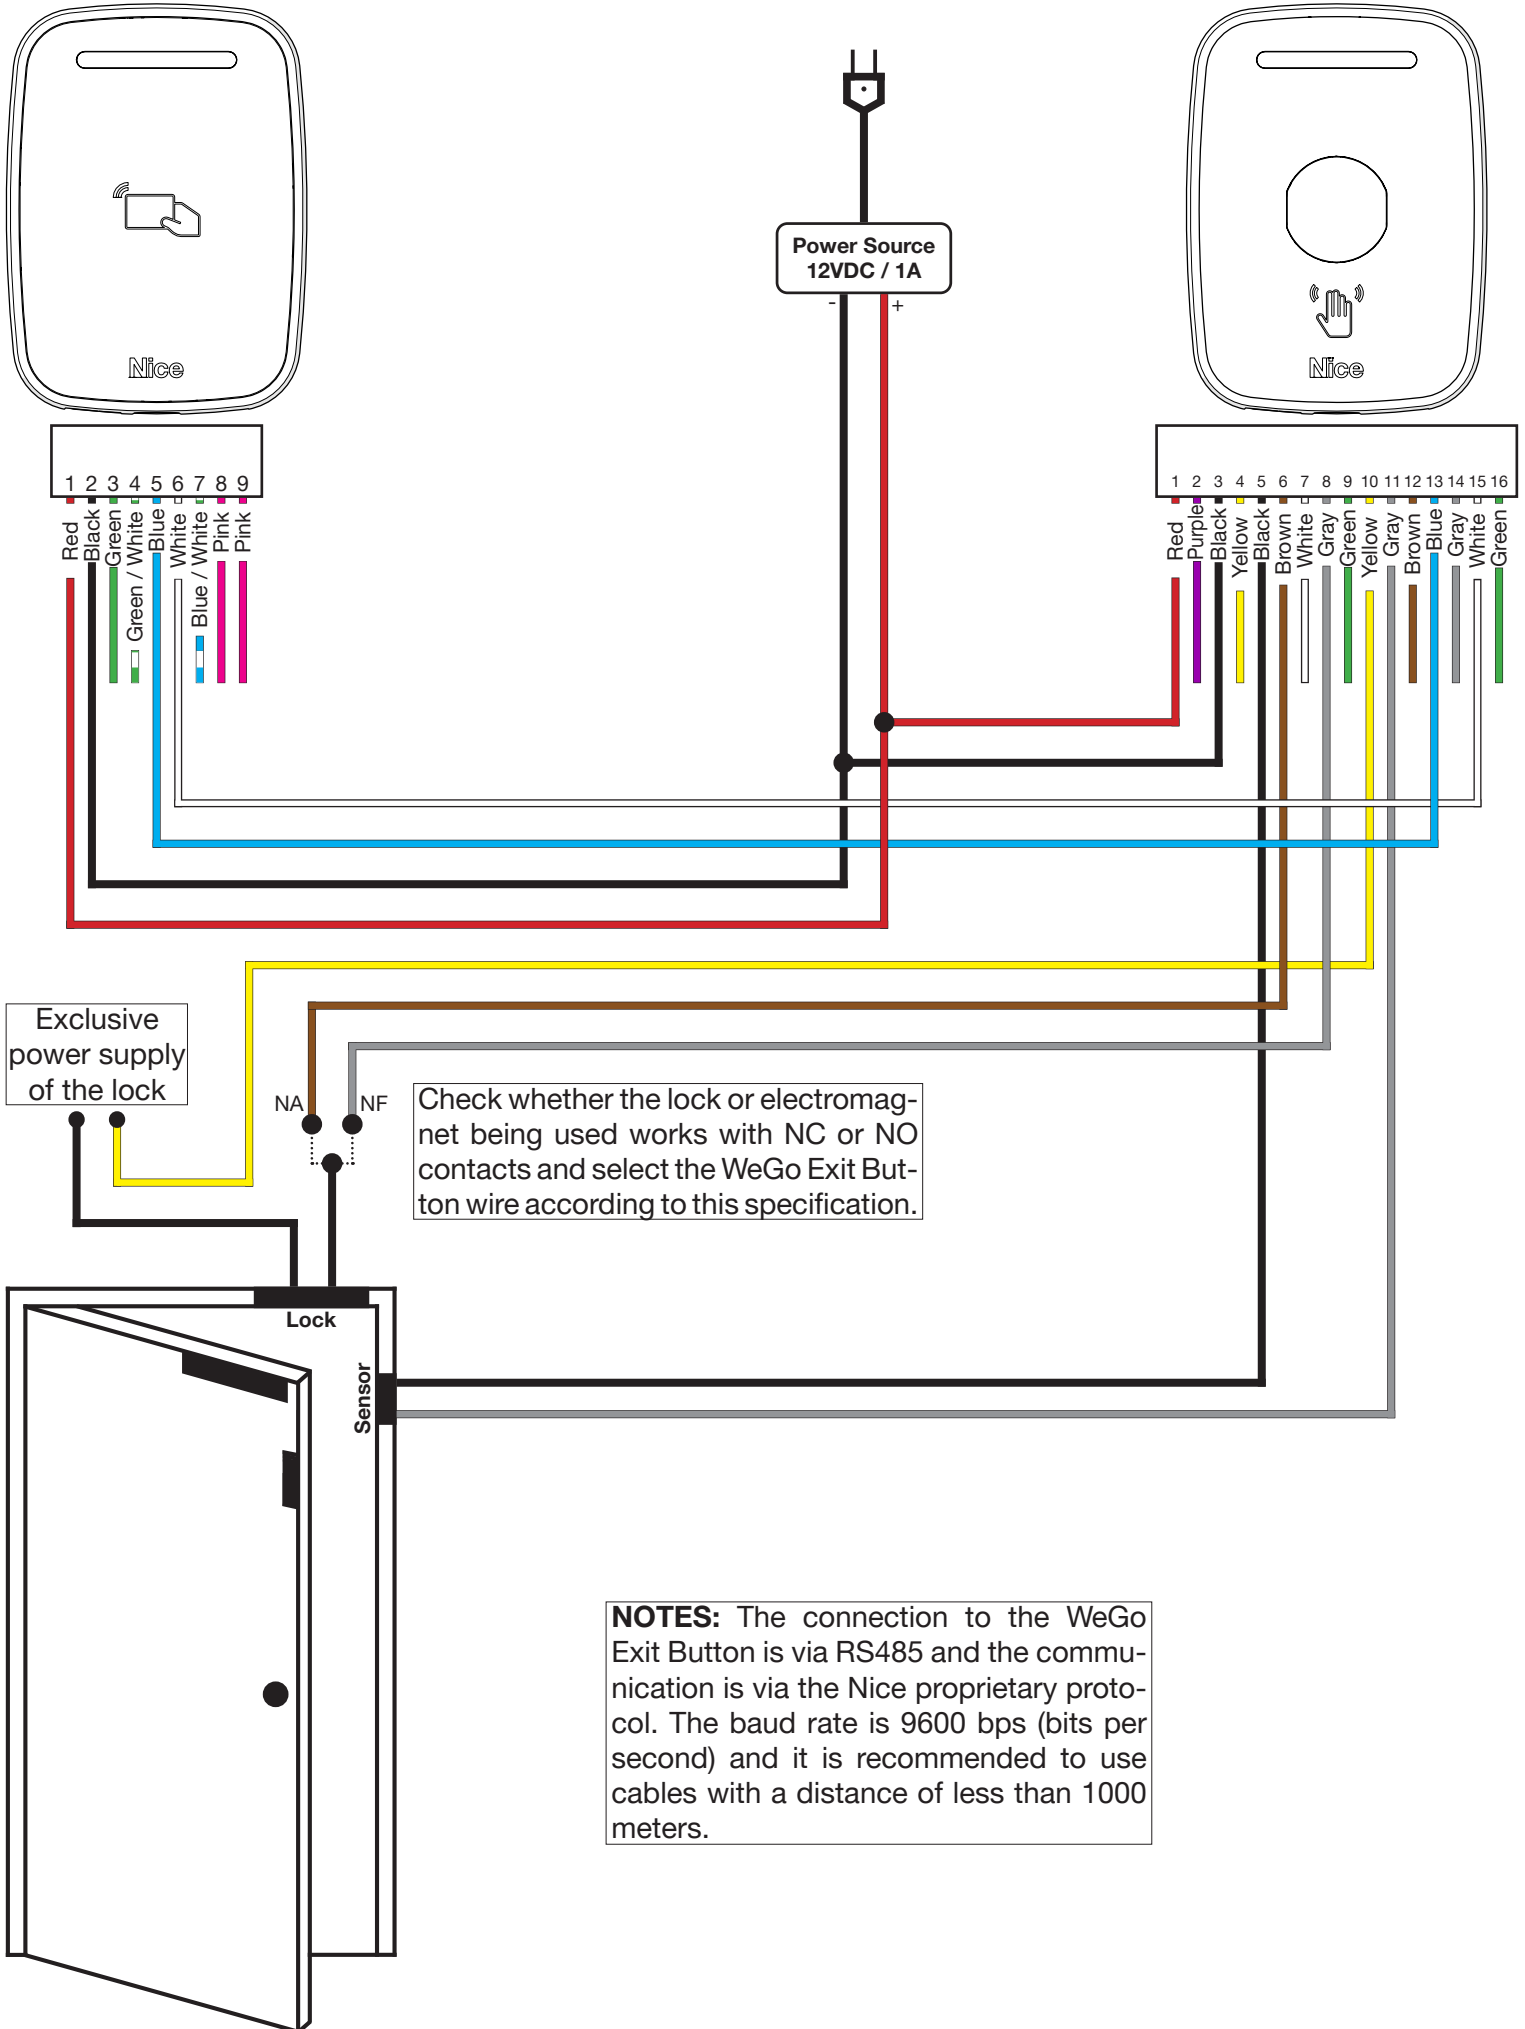 Power Source
12VDC / 1A
- +
Nice
Nice
1 2 3 4 5 6 7 8 9
Red
Black
Green
Green / White
Blue
White
Blue / White
Pink
Pink
1 2 3 4 5 6 7 8 9 10 11 12 13 14 15 16
Red
Purple
Black
Yellow
Black
Brown
White
Gray
Green
Yellow
Gray
Brown
Blue
Gray
White
Green
Exclusive
power supply
of the lock
NA
NF
Check whether the lock or electromag-
net being used works with NC or NO
contacts and select the WeGo Exit But-
ton wire according to this specification.
Lock
Sensor
NOTES: The connection to the WeGo
Exit Button is via RS485 and the commu-
nication is via the Nice proprietary proto-
col. The baud rate is 9600 bps (bits per
second) and it is recommended to use
cables with a distance of less than 1000
meters.